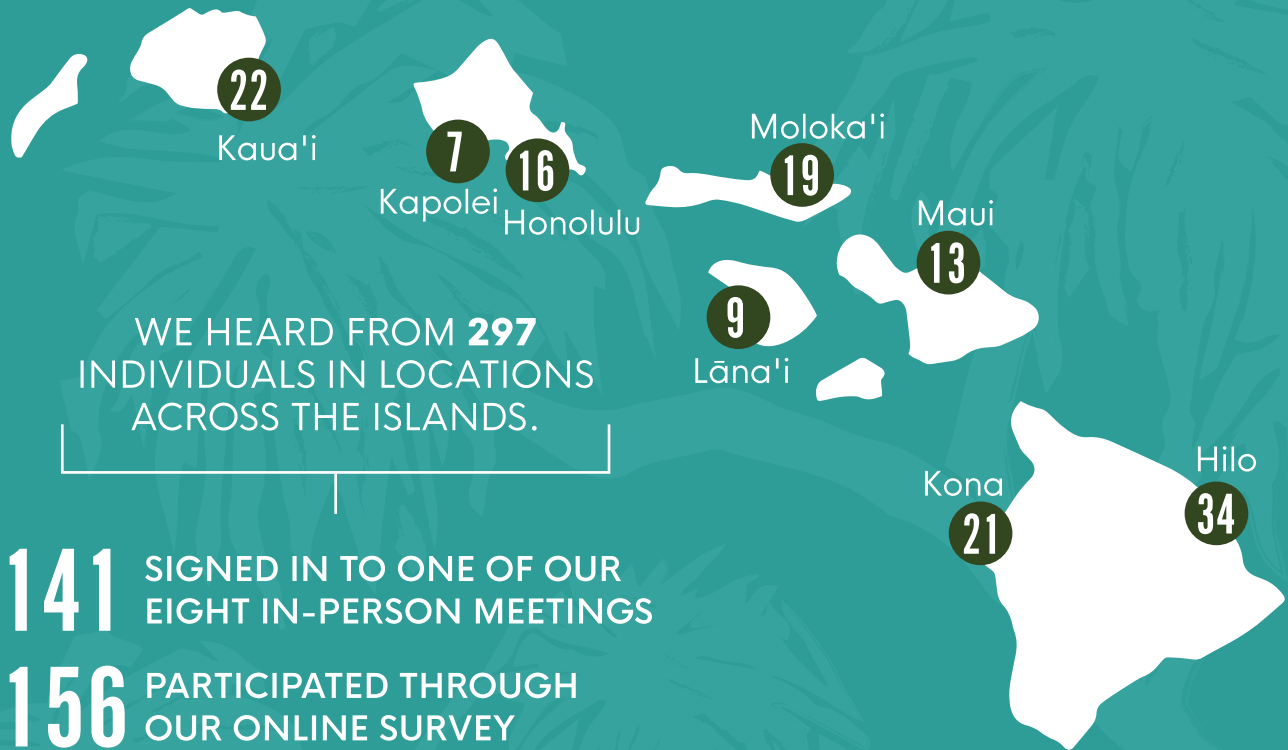 22
Kaua'i
7
Kapolei
16
Honolulu
Moloka'i
19
Maui
13
9
Lāna'i
WE HEARD FROM 297
INDIVIDUALS IN LOCATIONS
ACROSS THE ISLANDS.
Kona
21
Hilo
34
141
SIGNED IN TO ONE OF OUR
EIGHT IN-PERSON MEETINGS
156
PARTICIPATED THROUGH
OUR ONLINE SURVEY